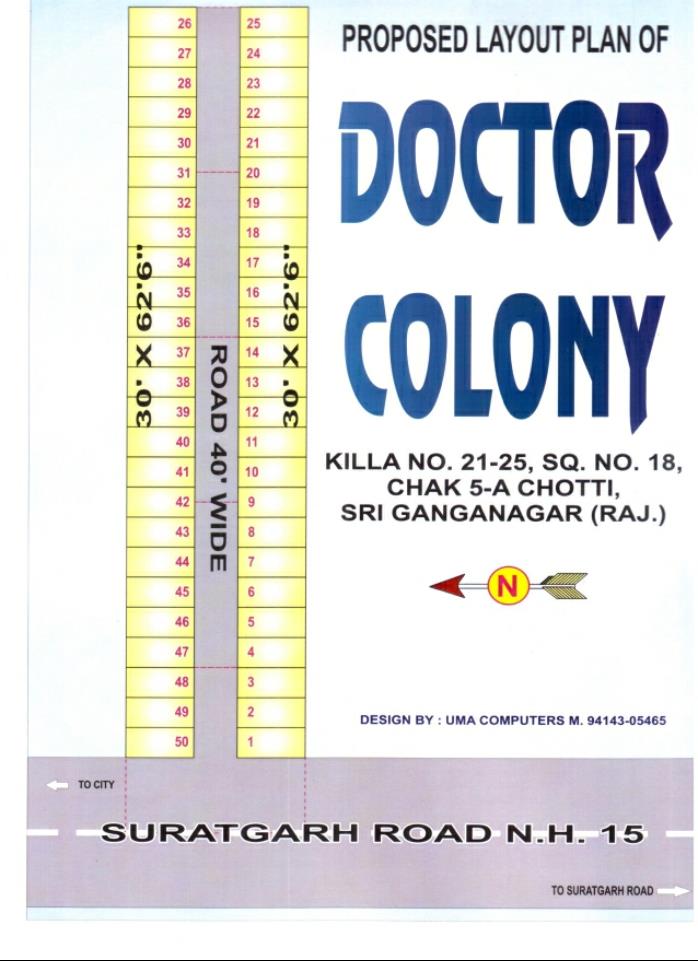 PROPOSED LAYOUT PLAN OF
DOCTOR
COLONY
KILLA NO. 21-25, SQ. NO. 18,
CHAK 5-A CHOTTI,
SRI GANGANAGAR (RAJ.)
N
DESIGN BY : UMA COMPUTERS M. 94143-05465
26 25
27 24
28 23
29 22
30 21
31 20
32 19
33 18
34 17
35 16
36 15
37 14
38 13
39 12
40 11
41 10
42 9
43 8
44 7
45 6
46 5
47 4
48 3
49 2
50 1
30' X 62'6"
ROAD 40' WIDE
30' X 62'6"
TO CITY
SURATGARH ROAD N.H. 15
TO SURATGARH ROAD